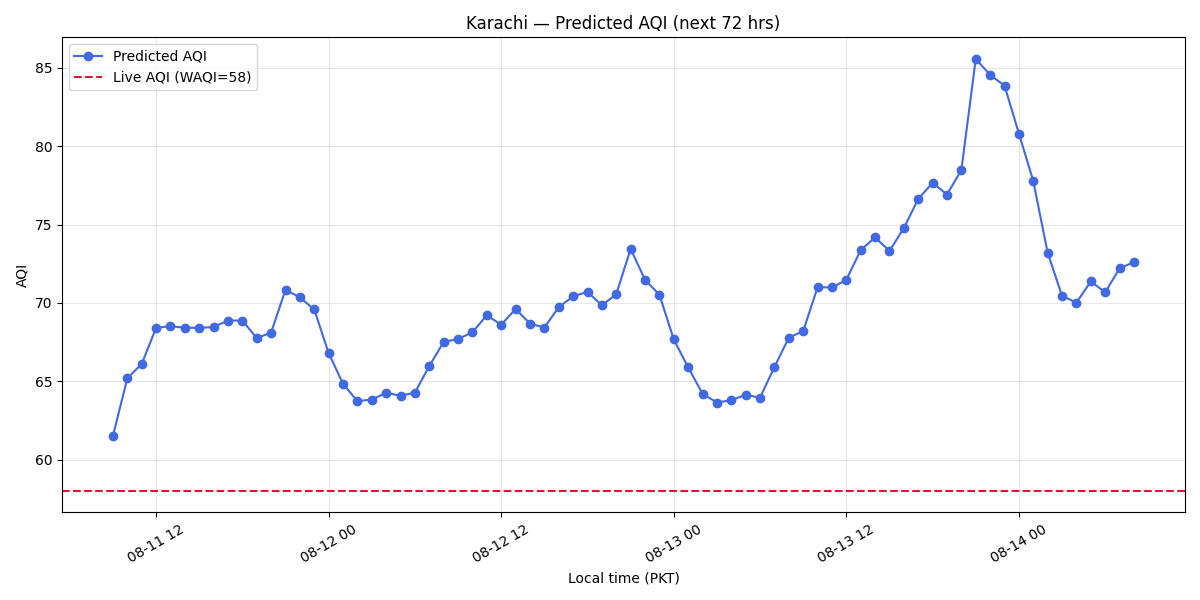 Karachi — Predicted AQI (next 72 hrs)
Predicted AQI
Live AQI (WAQI=58)
AQI
85
80
75
70
65
60
08-11 12
08-12 00
08-12 12
08-13 00
08-13 12
08-14 00
Local time (PKT)